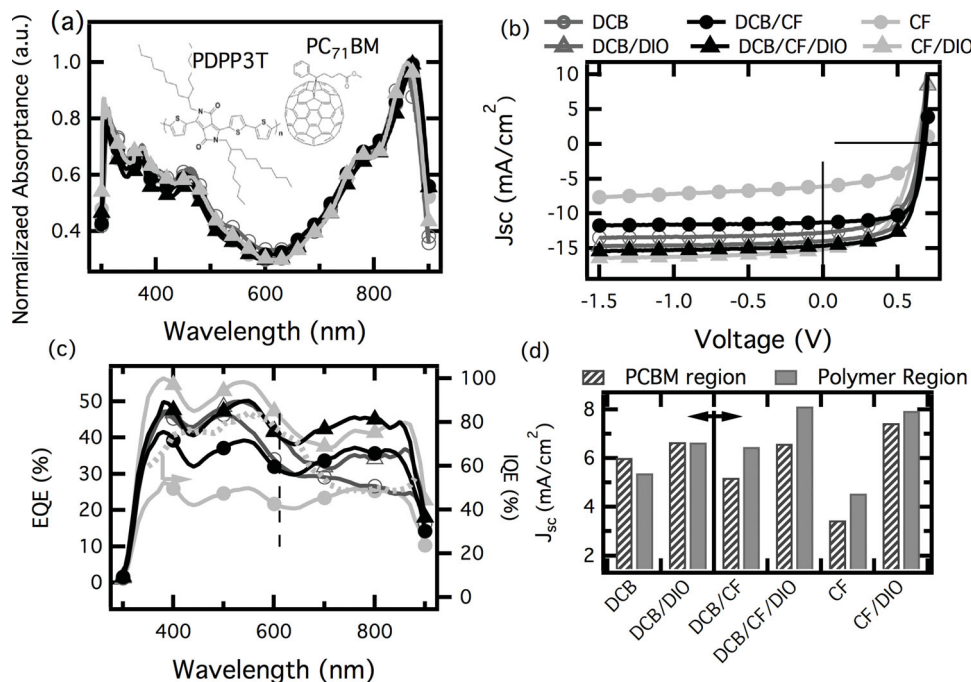 (a)
Normalizaed Absorptance (a.u.)
1.0
0.8
0.6
0.4
PDPP3T
PC71BM
N
O
S
S
S
n
O
N
400
600
800
Wavelength (nm)
(b)
DCB
DCB/CF
CF
DCB/DIO
DCB/CF/DIO
CF/DIO
Jsc (mA/cm2)
10
5
0
-5
-10
-15
-1.5
-1.0
-0.5
0.0
0.5
Voltage (V)
(c)
EQE (%)
50
40
30
20
10
0
100
80
60
40
20
0
IQE (%)
400
600
800
Wavelength (nm)
(d)
PCBM region
Polymer Region
Jsc (mA/cm2)
8
6
4
2
DCB
DCB/DIO
DCB/CF
DCB/CF/DIO
CF
CF/DIO